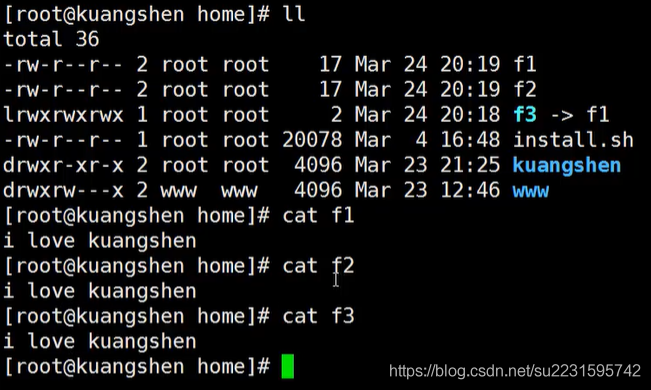 [root@kuangshen home]# ll
total 36
-rw-r--r-- 2 root root    17 Mar 24 20:19 f1
-rw-r--r-- 2 root root    17 Mar 24 20:19 f2
lrwxrwxrwx 1 root root     2 Mar 24 20:18 f3 -> f1
-rw-r--r-- 1 root root 20078 Mar  4 16:48 install.sh
drwxr-xr-x 2 root root  4096 Mar 23 21:25 kuangshen
drwxrw---x 2 www  www   4096 Mar 23 12:46 www
[root@kuangshen home]# cat f1
i love kuangshen
[root@kuangshen home]# cat f2
i love kuangshen
[root@kuangshen home]# cat f3
i love kuangshen
[root@kuangshen home]#
https://blog.csdn.net/su2231595742